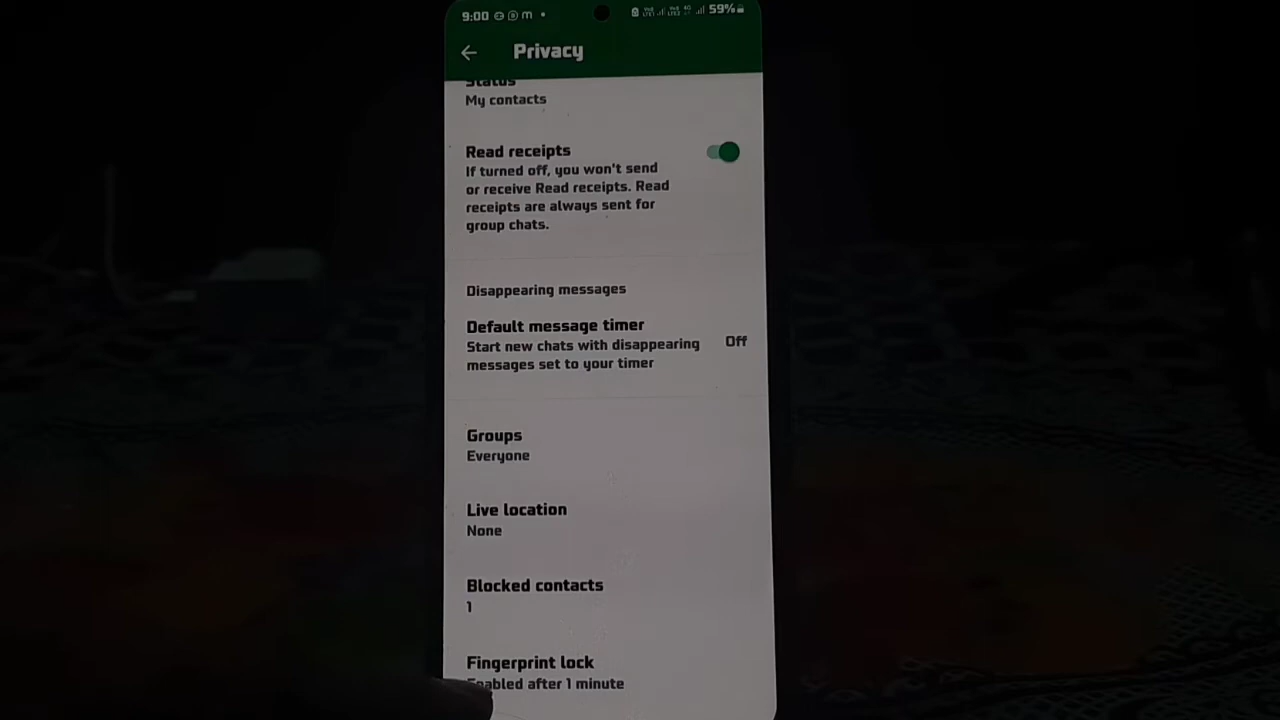 9:00 59%
Privacy
Status
My contacts
Read receipts
If turned off, you won't send
or receive Read receipts. Read
receipts are always sent for
group chats.
Disappearing messages
Default message timer
Start new chats with disappearing
messages set to your timer
Off
Groups
Everyone
Live location
None
Blocked contacts
1
Fingerprint lock
Enabled after 1 minute